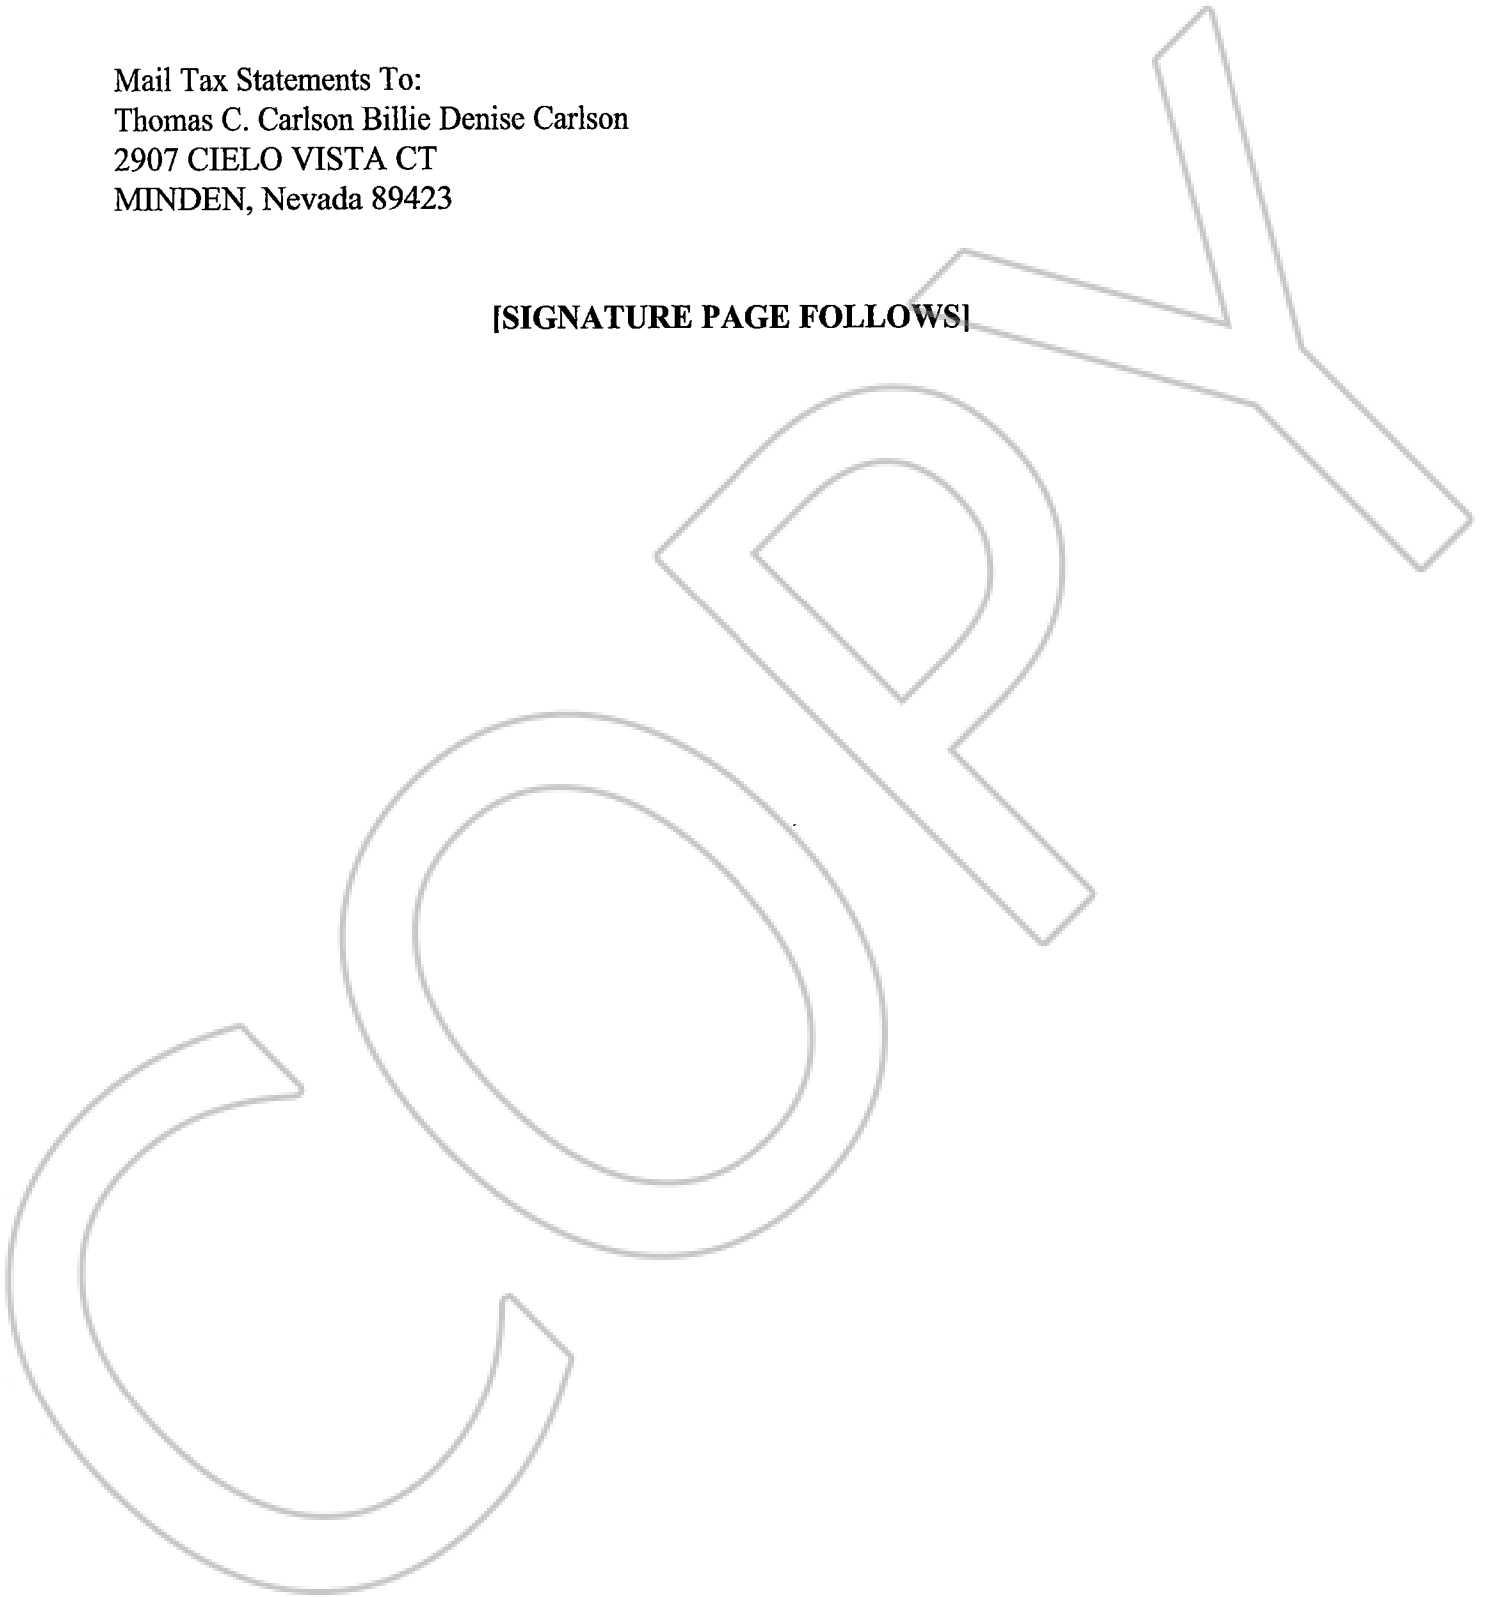 Mail Tax Statements To:
Thomas C. Carlson Billie Denise Carlson
2907 CIELO VISTA CT
MINDEN, Nevada 89423
[SIGNATURE PAGE FOLLOWS]
COPY